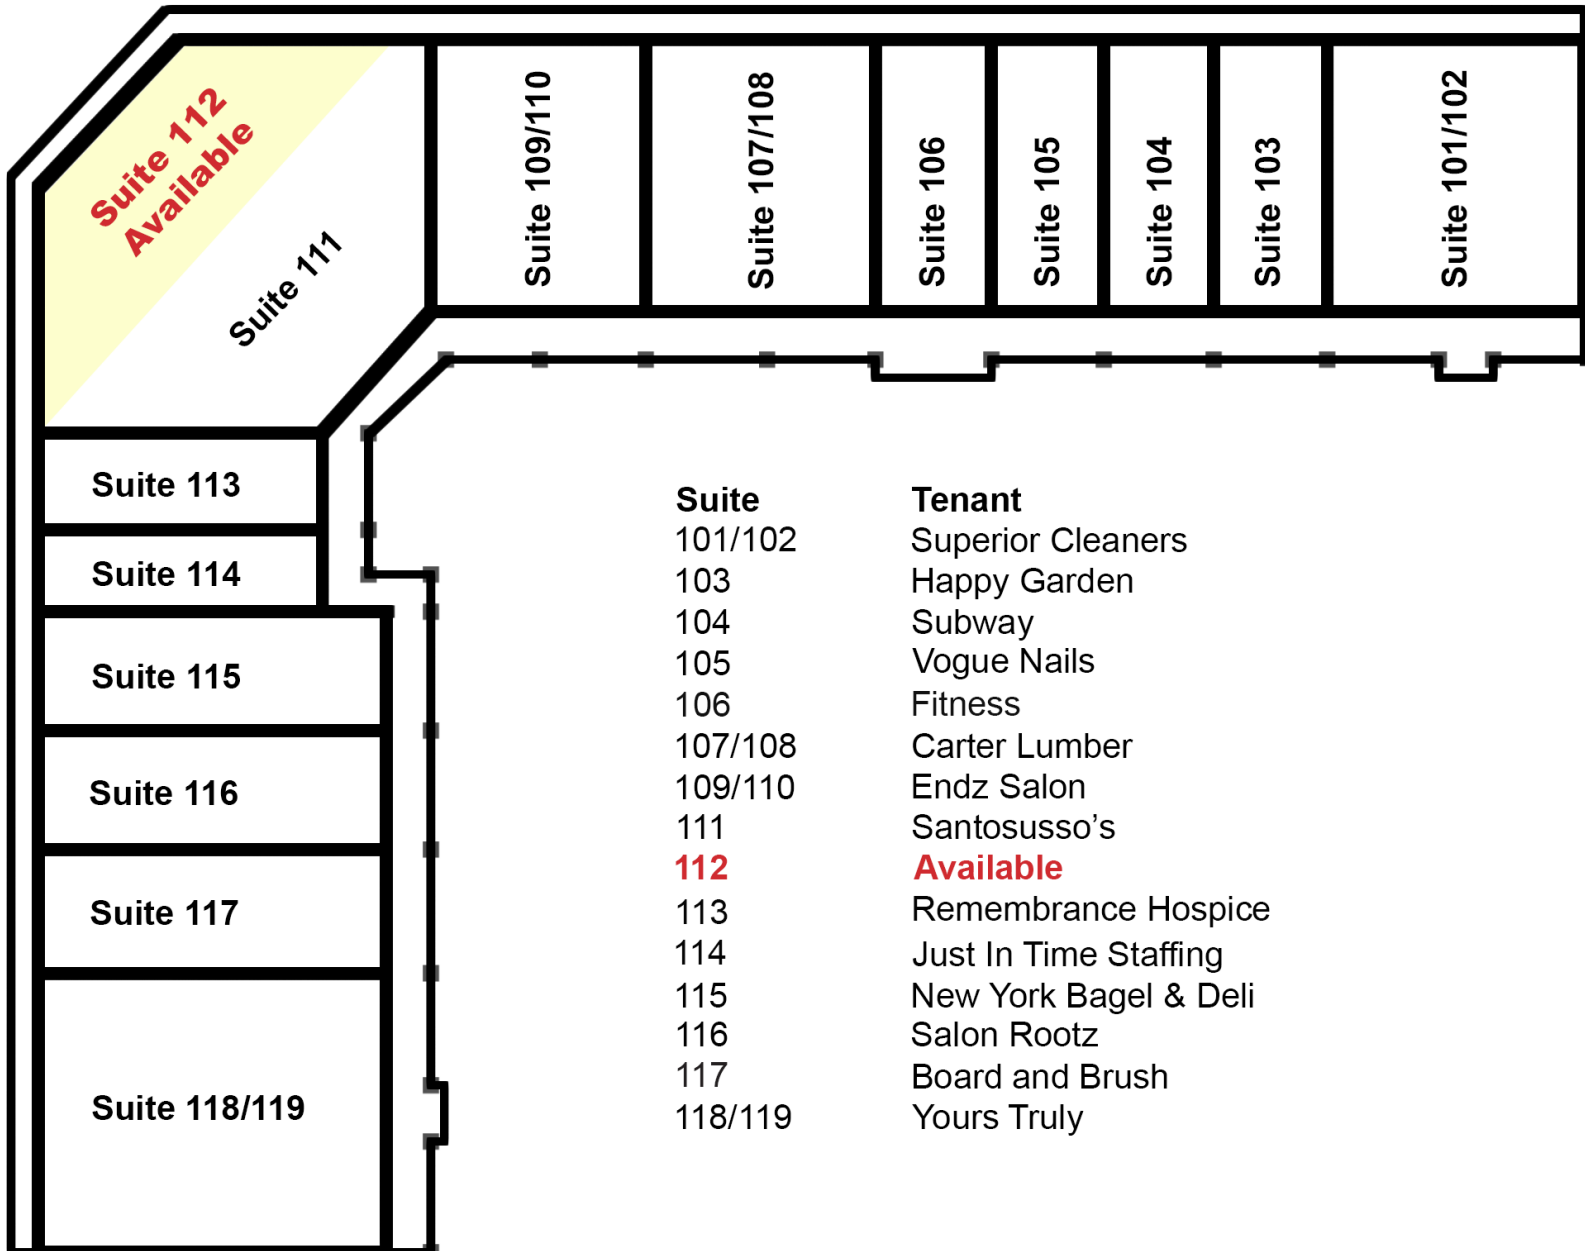 Suite 112
Available
Suite 111
Suite 109/110
Suite 107/108
Suite 106
Suite 105
Suite 104
Suite 103
Suite 101/102
Suite 113
Suite 114
Suite 115
Suite 116
Suite 117
Suite 118/119
Suite Tenant
101/102 Superior Cleaners
103 Happy Garden
104 Subway
105 Vogue Nails
106 Fitness
107/108 Carter Lumber
109/110 Endz Salon
111 Santosusso’s
112 Available
113 Remembrance Hospice
114 Just In Time Staffing
115 New York Bagel & Deli
116 Salon Rootz
117 Board and Brush
118/119 Yours Truly